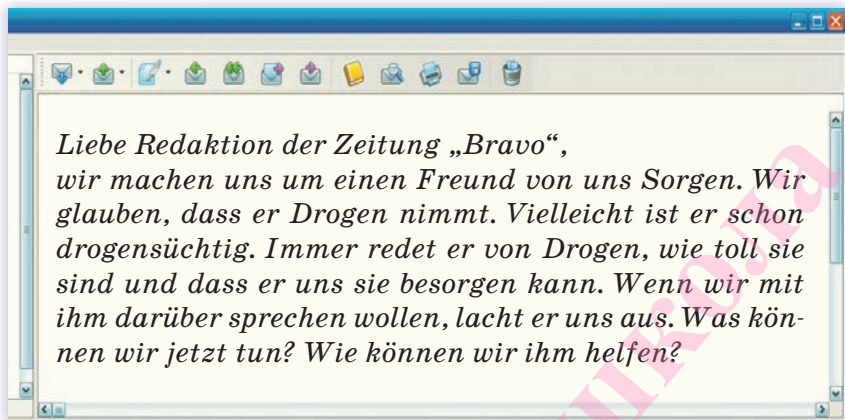 Liebe Redaktion der Zeitung „Bravo“,
wir machen uns um einen Freund von uns Sorgen. Wir
glauben, dass er Drogen nimmt. Vielleicht ist er schon
drogensüchtig. Immer redet er von Drogen, wie toll sie
sind und dass er uns sie besorgen kann. Wenn wir mit
ihm darüber sprechen wollen, lacht er uns aus. Was kön-
nen wir jetzt tun? Wie können wir ihm helfen?